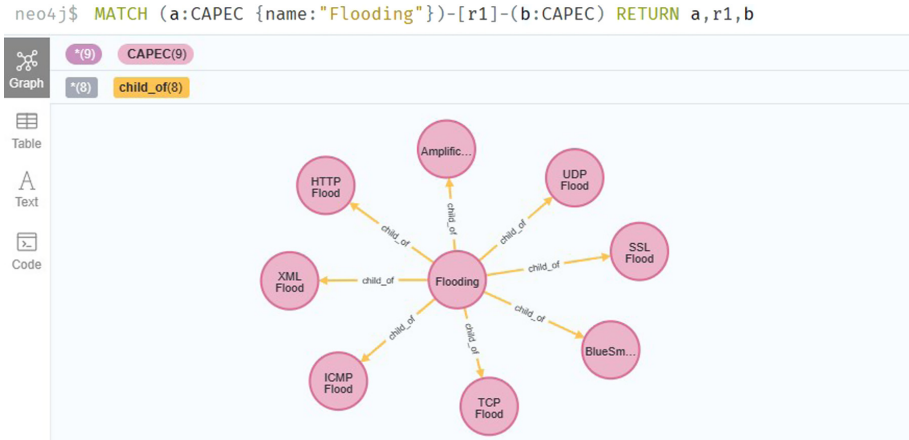 neo4j$ MATCH (a:CAPEC {name:"Flooding"})-[r1]-(b:CAPEC) RETURN a,r1,b
Graph
*(9) CAPEC(9)
*(8) child_of(8)
Table
Text
Code
Amplific...
HTTP
Flood
UDP
Flood
child_of
child_of
child_of
SSL
Flood
child_of
XML
Flood
child_of
Flooding
child_of
child_of
child_of
BlueSm...
ICMP
Flood
TCP
Flood